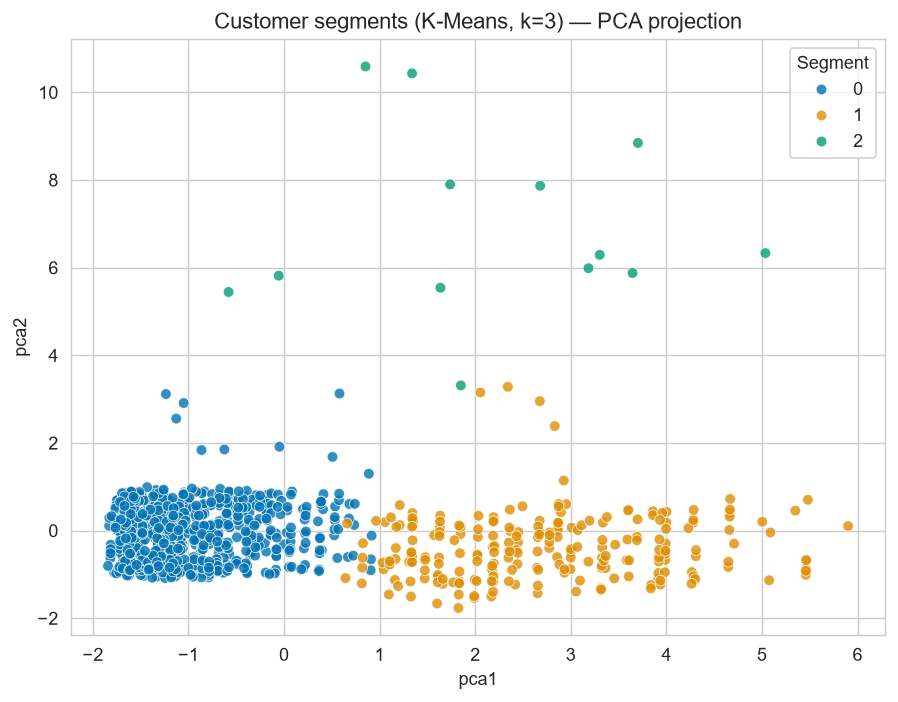 Customer segments (K-Means, k=3) — PCA projection
Segment
0
1
2
pca2
10
8
6
4
2
0
−2
−2 −1 0 1 2 3 4 5 6
pca1